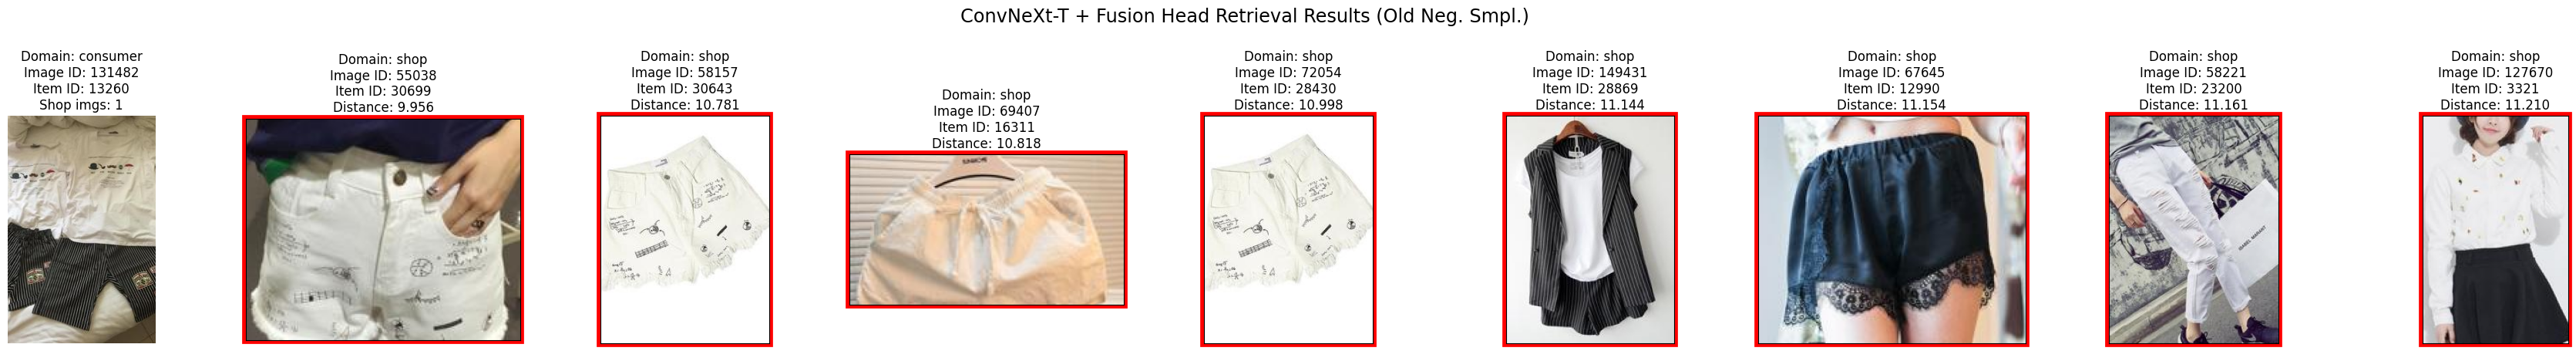 ConvNeXt-T + Fusion Head Retrieval Results (Old Neg. Smpl.)
Domain: consumer
Image ID: 131482
Item ID: 13260
Shop imgs: 1
Domain: shop
Image ID: 55038
Item ID: 30699
Distance: 9.956
Domain: shop
Image ID: 58157
Item ID: 30643
Distance: 10.781
Domain: shop
Image ID: 69407
Item ID: 16311
Distance: 10.818
Domain: shop
Image ID: 72054
Item ID: 28430
Distance: 10.998
Domain: shop
Image ID: 149431
Item ID: 28869
Distance: 11.144
Domain: shop
Image ID: 67645
Item ID: 12990
Distance: 11.154
Domain: shop
Image ID: 58221
Item ID: 23200
Distance: 11.161
Domain: shop
Image ID: 127670
Item ID: 3321
Distance: 11.210